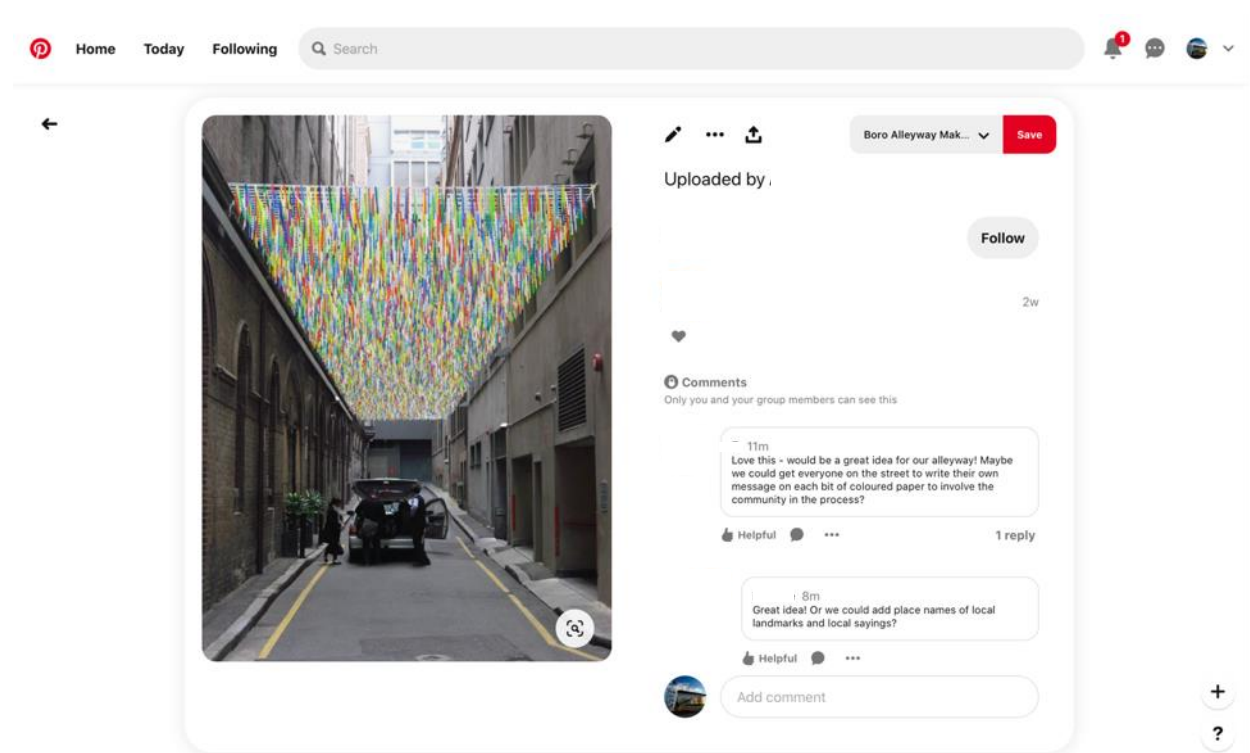 Home Today Following Search 1
Boro Alleyway Mak... Save
Uploaded by
Follow
2w
Comments
Only you and your group members can see this
11m
Love this - would be a great idea for our alleyway! Maybe
we could get everyone on the street to write their own
message on each bit of coloured paper to involve the
community in the process?
Helpful 1 reply
8m
Great idea! Or we could add place names of local
landmarks and local sayings?
Helpful
Add comment
+
?